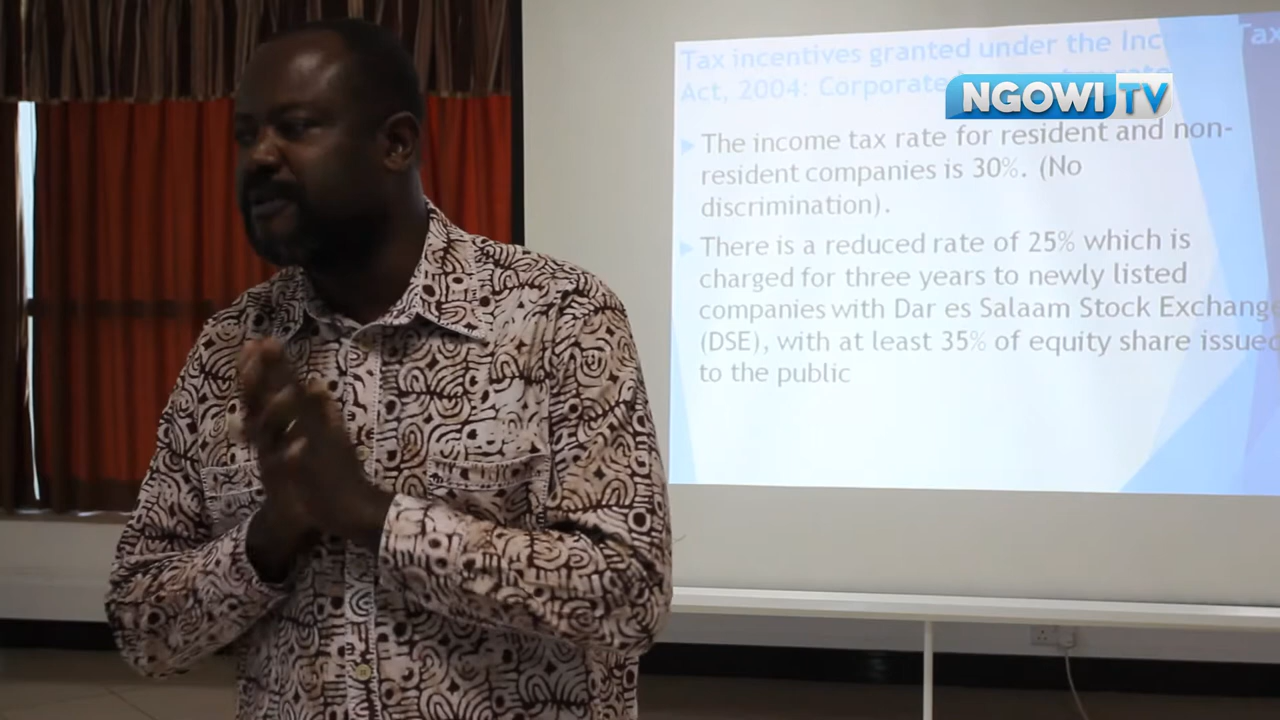 Tax incentives granted under the Inc Tax
Act, 2004: Corporate
NGOWI TV
The income tax rate for resident and non-
resident companies is 30%. (No
discrimination).
There is a reduced rate of 25% which is
charged for three years to newly listed
companies with Dar es Salaam Stock Exchang
(DSE), with at least 35% of equity share issued
to the public